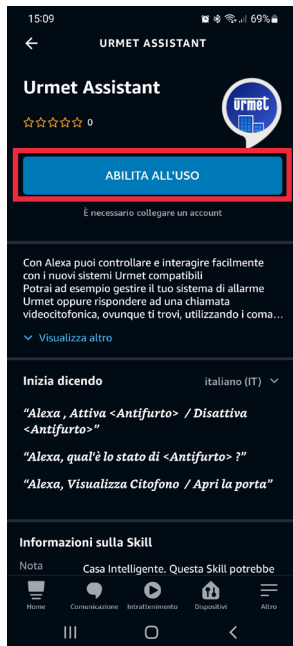 15:09
69%
URMET ASSISTANT
Urmet Assistant
urmet
0
ABILITA ALL'USO
È necessario collegare un account
Con Alexa puoi controllare e interagire facilmente
con i nuovi sistemi Urmet compatibili
Potrai ad esempio gestire il tuo sistema di allarme
Urmet oppure rispondere ad una chiamata
videocitofonica, ovunque ti trovi, utilizzando i coma...
Visualizza altro
Inizia dicendo
italiano (IT)
“Alexa , Attiva <Antifurto> / Disattiva
<Antifurto>”
“Alexa, qual'è lo stato di <Antifurto> ?”
“Alexa, Visualizza Citofono / Apri la porta”
Informazioni sulla Skill
Nota
Casa Intelligente. Questa Skill potrebbe
Home
Comunicazione
Intrattenimento
Dispositivi
Altro